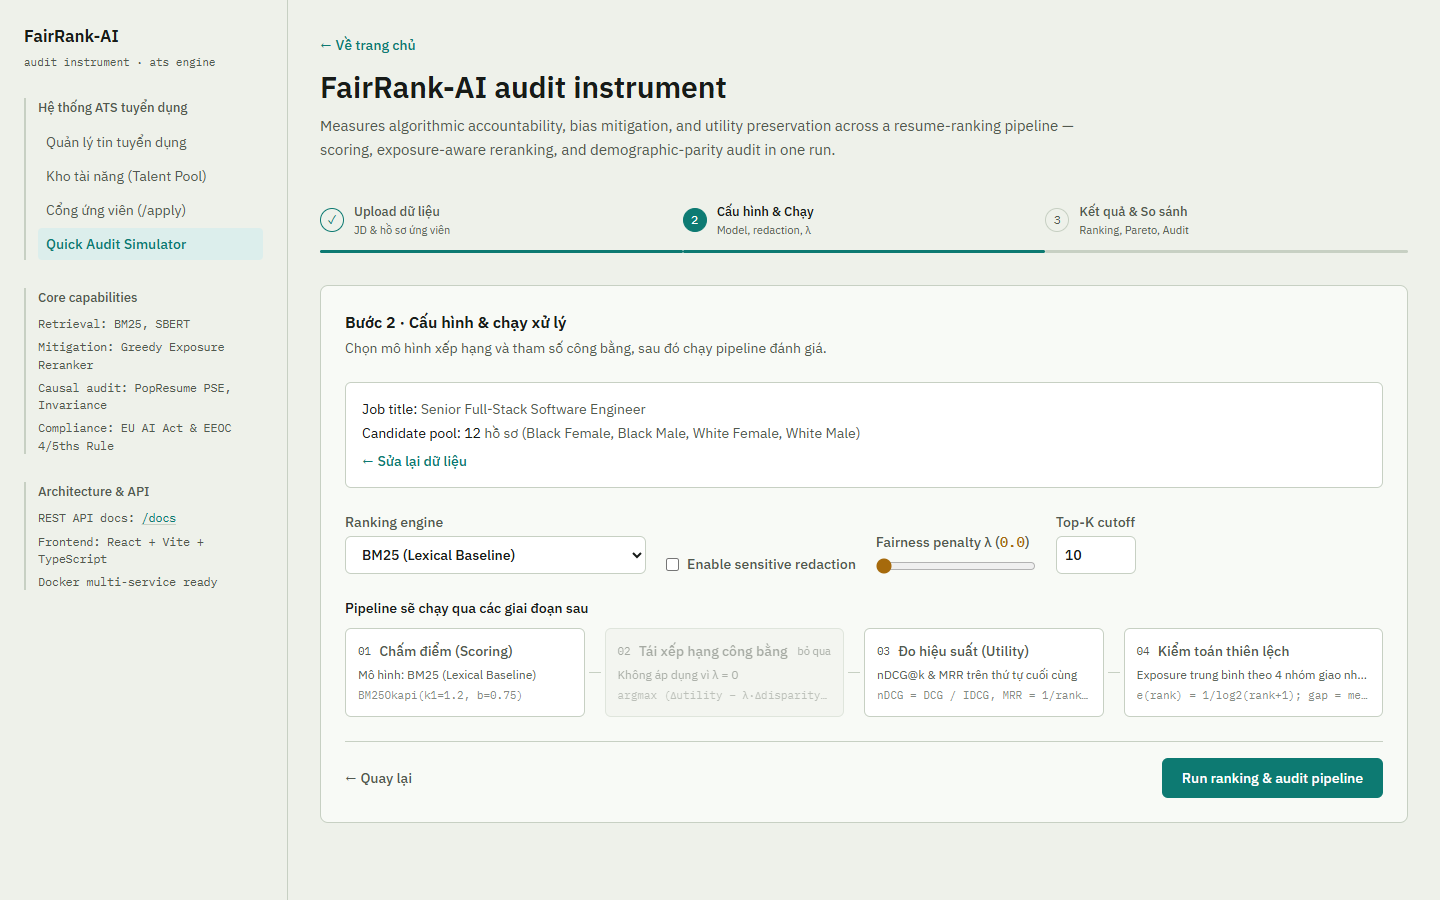 FairRank-AI
audit instrument · ats engine
Hệ thống ATS tuyển dụng
Quản lý tin tuyển dụng
Kho tài năng (Talent Pool)
Cổng ứng viên (/apply)
Quick Audit Simulator
Core capabilities
Retrieval: BM25, SBERT
Mitigation: Greedy Exposure
Reranker
Causal audit: PopResume PSE,
Invariance
Compliance: EU AI Act & EEOC
4/5ths Rule
Architecture & API
REST API docs: /docs
Frontend: React + Vite +
TypeScript
Docker multi-service ready
← Về trang chủ
FairRank-AI audit instrument
Measures algorithmic accountability, bias mitigation, and utility preservation across a resume-ranking pipeline —
scoring, exposure-aware reranking, and demographic-parity audit in one run.
✓ Upload dữ liệu
JD & hồ sơ ứng viên
2 Cấu hình & Chạy
Model, redaction, λ
3 Kết quả & So sánh
Ranking, Pareto, Audit
Bước 2 · Cấu hình & chạy xử lý
Chọn mô hình xếp hạng và tham số công bằng, sau đó chạy pipeline đánh giá.
Job title: Senior Full-Stack Software Engineer
Candidate pool: 12 hồ sơ (Black Female, Black Male, White Female, White Male)
← Sửa lại dữ liệu
Ranking engine
BM25 (Lexical Baseline)
Enable sensitive redaction
Fairness penalty λ (0.0)
Top-K cutoff
10
Pipeline sẽ chạy qua các giai đoạn sau
01 Chấm điểm (Scoring)
Mô hình: BM25 (Lexical Baseline)
BM25Okapi(k1=1.2, b=0.75)
02 Tái xếp hạng công bằng bỏ qua
Không áp dụng vì λ = 0
argmax (Δutility − λ·Δdisparity…
03 Đo hiệu suất (Utility)
nDCG@k & MRR trên thứ tự cuối cùng
nDCG = DCG / IDCG, MRR = 1/rank…
04 Kiểm toán thiên lệch
Exposure trung bình theo 4 nhóm giao nh…
e(rank) = 1/log2(rank+1); gap = me…
← Quay lại
Run ranking & audit pipeline